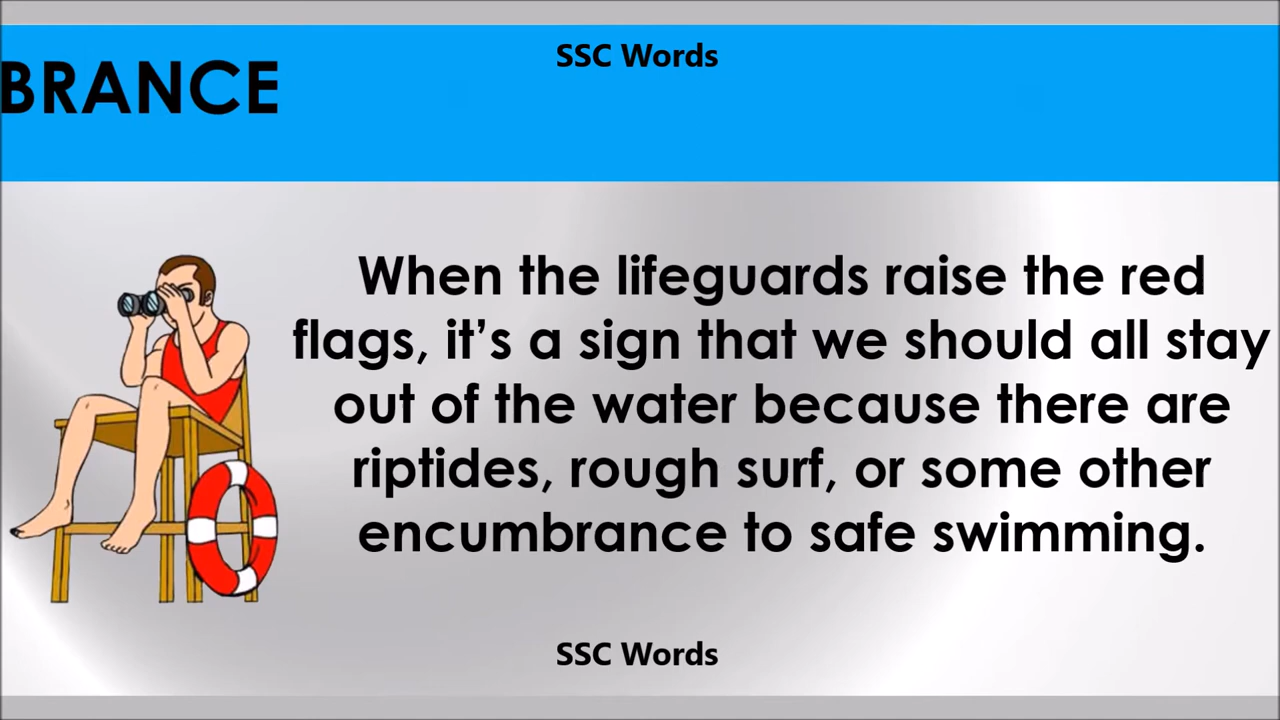 SSC Words
BRANCE
When the lifeguards raise the red
flags, it’s a sign that we should all stay
out of the water because there are
riptides, rough surf, or some other
encumbrance to safe swimming.
SSC Words